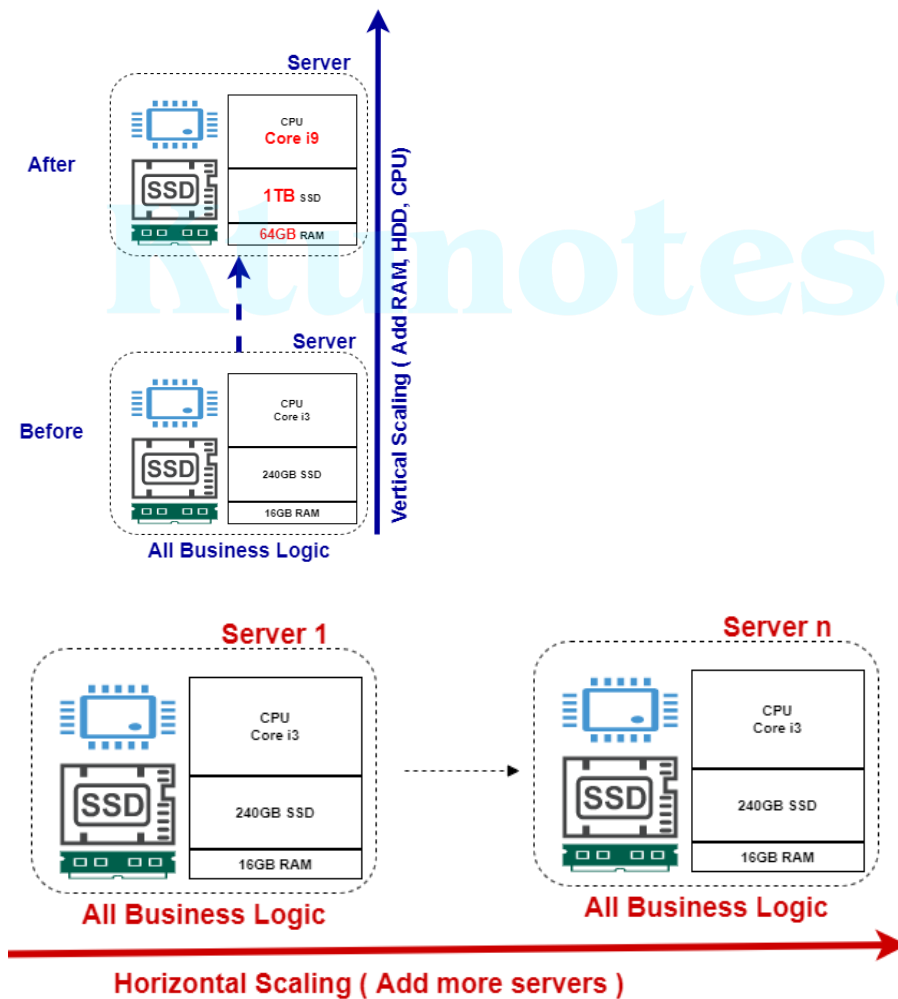 Server
CPU
Core i9
After
SSD
1TB SSD
64GB RAM
Ktunotes.
Vertical Scaling ( Add RAM, HDD, CPU)
Server
CPU
Core i3
Before
SSD
240GB SSD
16GB RAM
All Business Logic
Server 1
CPU
Core i3
SSD
240GB SSD
16GB RAM
All Business Logic
Server n
CPU
Core i3
SSD
240GB SSD
16GB RAM
All Business Logic
Horizontal Scaling ( Add more servers )